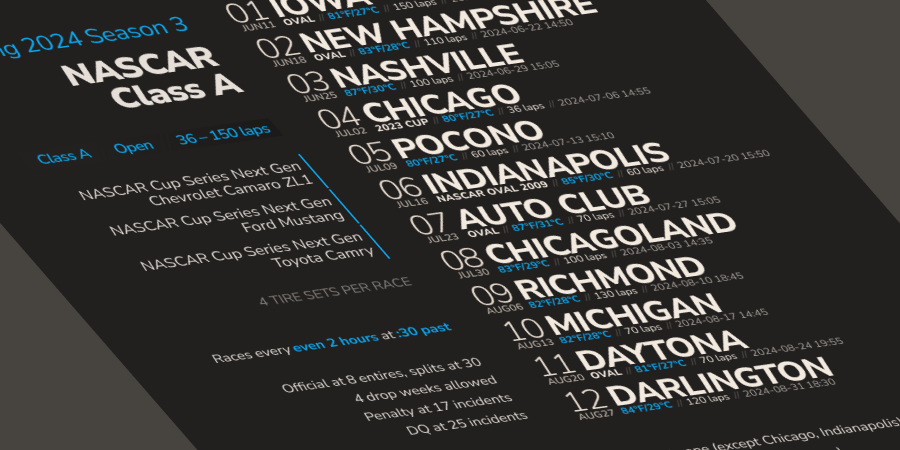 2024 Season 3
NASCAR
Class A
Class A Open 36 – 150 laps
NASCAR Cup Series Next Gen
Chevrolet Camaro ZL1
NASCAR Cup Series Next Gen
Ford Mustang
NASCAR Cup Series Next Gen
Toyota Camry
4 TIRE SETS PER RACE
Races every even 2 hours at :30 past
Official at 8 entires, splits at 30
4 drop weeks allowed
Penalty at 17 incidents
DQ at 25 incidents
01 IOWA
JUN11 OVAL // 81°F/27°C // 150 laps //
02 NEW HAMPSHIRE
JUN18 OVAL // 83°F/28°C // 110 laps // 2024-06-22 14:50
03 NASHVILLE
JUN25 87°F/30°C // 100 laps // 2024-06-29 15:05
04 CHICAGO
JUL02 2023 CUP // 80°F/27°C // 36 laps // 2024-07-06 14:55
05 POCONO
JUL09 80°F/27°C // 60 laps // 2024-07-13 15:10
06 INDIANAPOLIS
JUL16 NASCAR OVAL 2009 // 85°F/30°C // 60 laps // 2024-07-20 15:50
07 AUTO CLUB
JUL23 OVAL // 87°F/31°C // 70 laps // 2024-07-27 15:05
08 CHICAGOLAND
JUL30 83°F/29°C // 100 laps // 2024-08-03 14:35
09 RICHMOND
AUG06 82°F/28°C // 130 laps // 2024-08-10 18:45
10 MICHIGAN
AUG13 82°F/28°C // 70 laps // 2024-08-17 14:45
11 DAYTONA
AUG20 OVAL // 81°F/27°C // 70 laps // 2024-08-24 19:55
12 DARLINGTON
AUG27 84°F/29°C // 120 laps // 2024-08-31 18:30
(except Chicago, Indianapolis